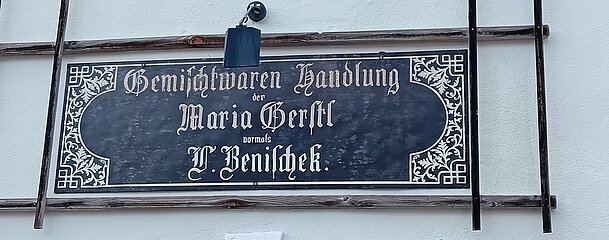 Gemischtwaren Handlung
der
Maria Gerstl
vormals
L. Benischek.